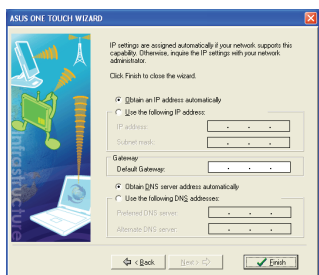 ASUS ONE TOUCH WIZARD
IP settings are assigned automatically if your network supports this
capability. Otherwise, inquire the IP settings with your network
administrator.
Click Finish to close the wizard.
Obtain an IP address automatically
Use the following IP address:
IP address:
Subnet mask:
Gateway
Default Gateway:
Obtain DNS server address automatically
Use the following DNS addresses:
Preferred DNS server:
Alternate DNS server:
Infrastructure
< Back
Next >
Finish